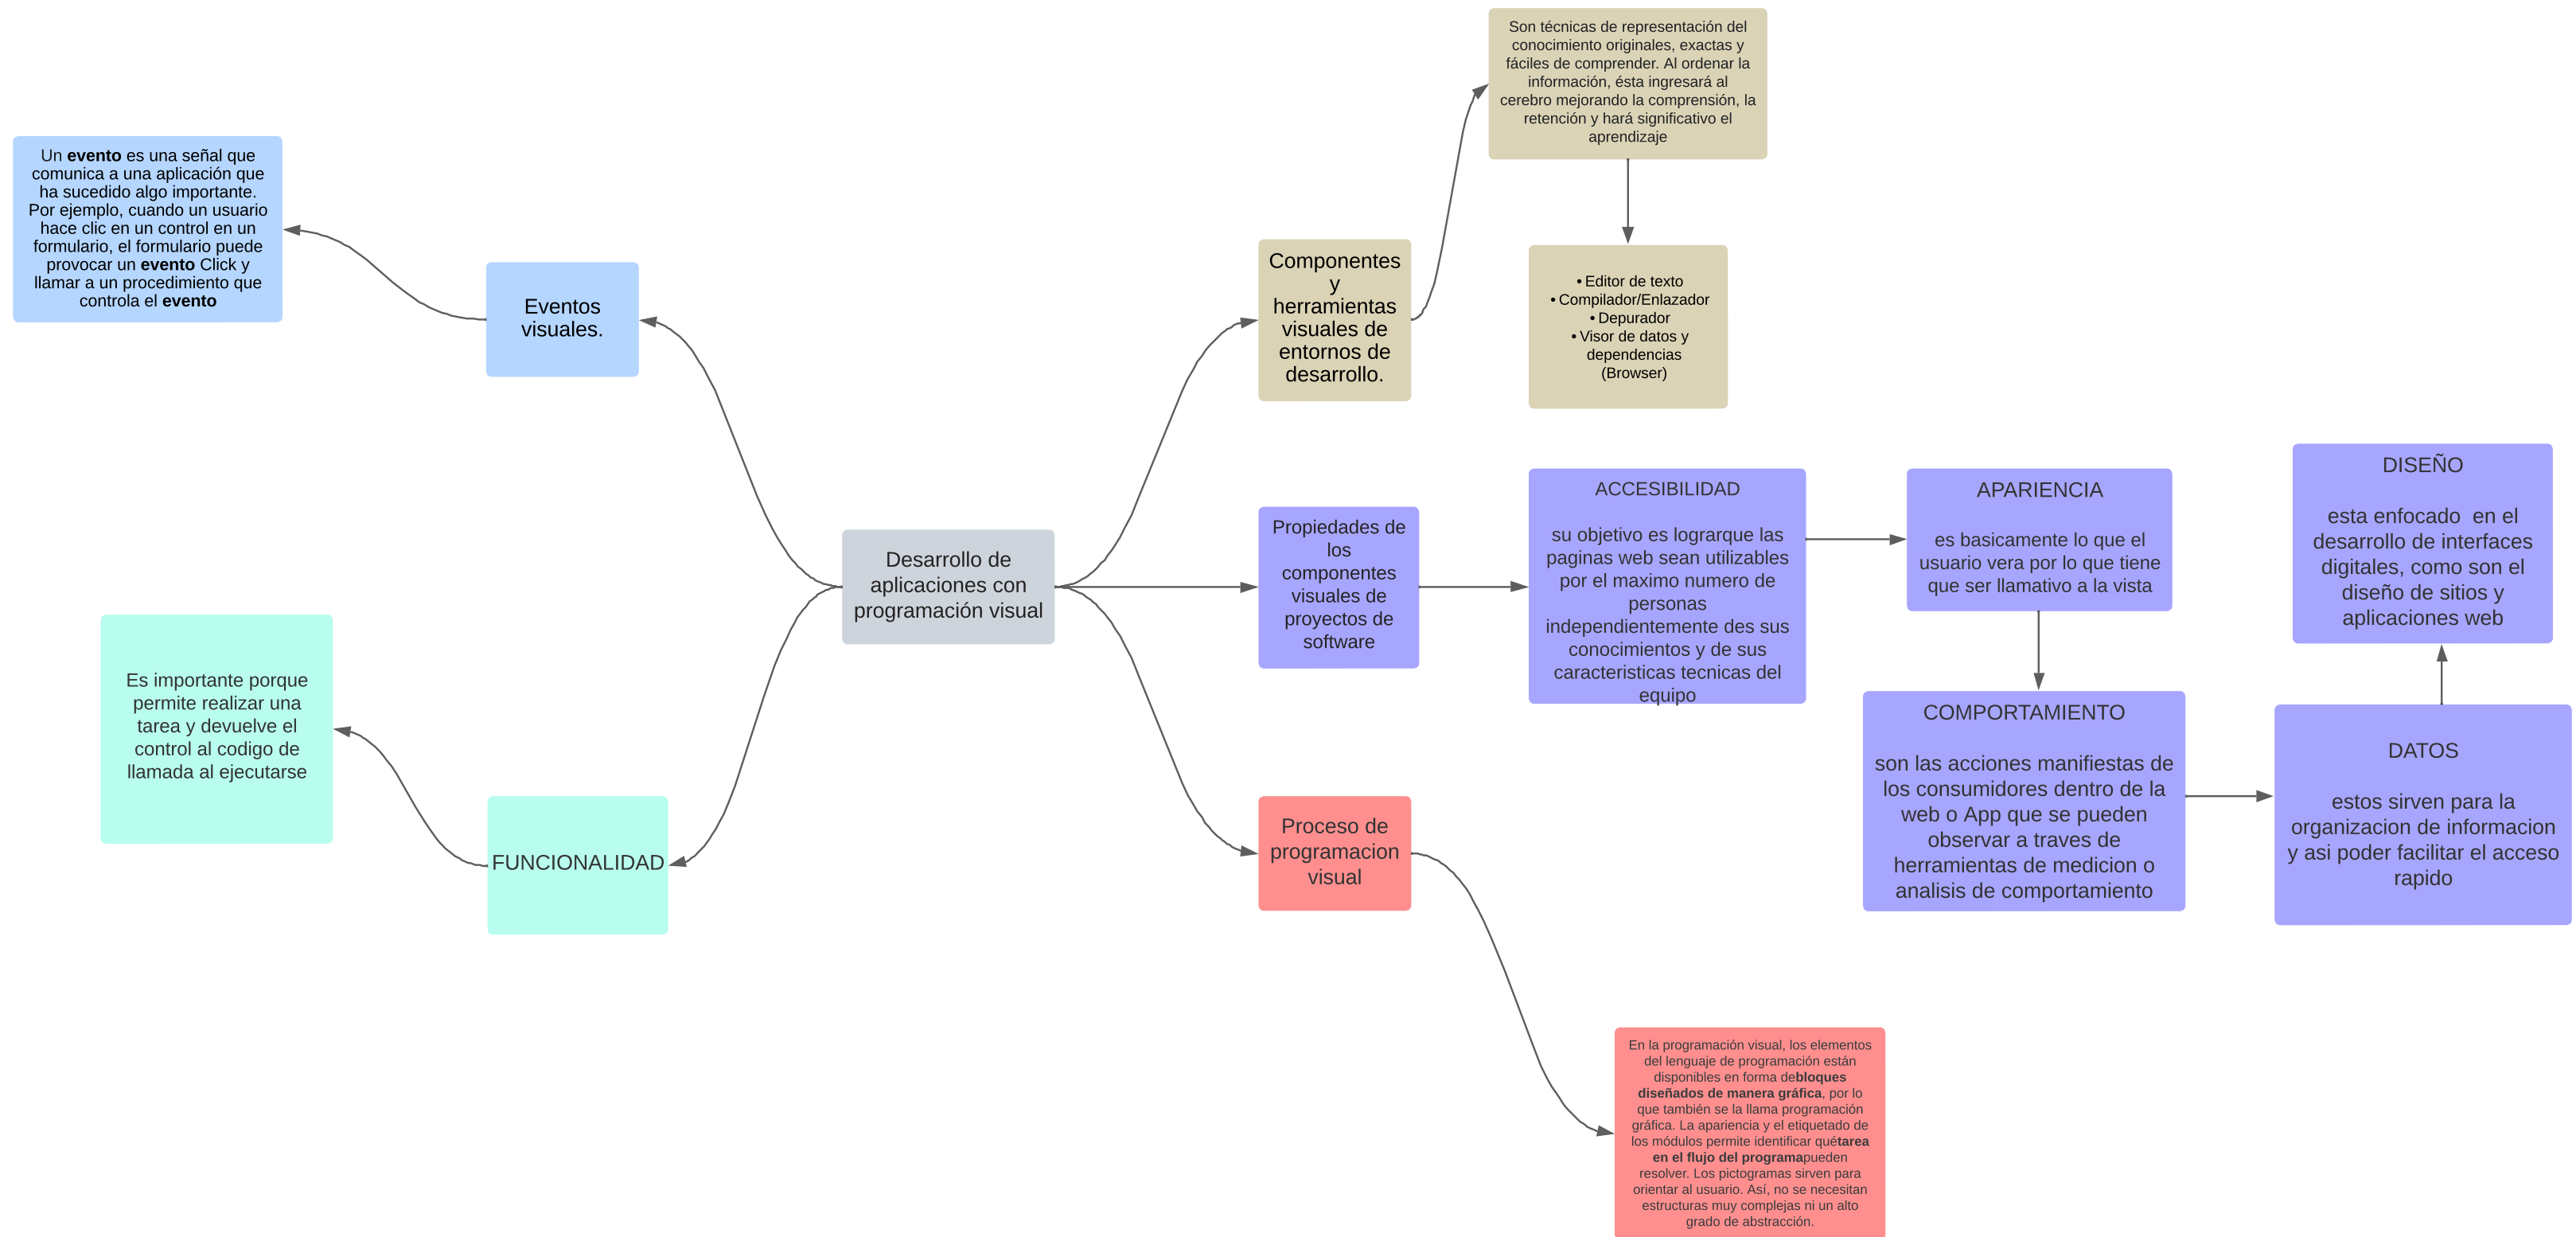 Son técnicas de representación del
conocimiento originales, exactas y
fáciles de comprender. Al ordenar la
información, ésta ingresará al
cerebro mejorando la comprensión, la
retención y hará significativo el
aprendizaje
Un evento es una señal que
comunica a una aplicación que
ha sucedido algo importante.
Por ejemplo, cuando un usuario
hace clic en un control en un
formulario, el formulario puede
provocar un evento Click y
llamar a un procedimiento que
controla el evento
Eventos
visuales.
Componentes
y
herramientas
visuales de
entornos de
desarrollo.
• Editor de texto
• Compilador/Enlazador
• Depurador
• Visor de datos y
dependencias
(Browser)
Desarrollo de
aplicaciones con
programación visual
Propiedades de
los
componentes
visuales de
proyectos de
software
ACCESIBILIDAD
su objetivo es lograrque las
paginas web sean utilizables
por el maximo numero de
personas
independientemente des sus
conocimientos y de sus
caracteristicas tecnicas del
equipo
APARIENCIA
es basicamente lo que el
usuario vera por lo que tiene
que ser llamativo a la vista
DISEÑO
esta enfocado  en el
desarrollo de interfaces
digitales, como son el
diseño de sitios y
aplicaciones web
COMPORTAMIENTO
son las acciones manifiestas de
los consumidores dentro de la
web o App que se pueden
observar a traves de
herramientas de medicion o
analisis de comportamiento
DATOS
estos sirven para la
organizacion de informacion
y asi poder facilitar el acceso
rapido
Es importante porque
permite realizar una
tarea y devuelve el
control al codigo de
llamada al ejecutarse
FUNCIONALIDAD
Proceso de
programacion
visual
En la programación visual, los elementos
del lenguaje de programación están
disponibles en forma debloques
diseñados de manera gráfica, por lo
que también se la llama programación
gráfica. La apariencia y el etiquetado de
los módulos permite identificar quétarea
en el flujo del programapueden
resolver. Los pictogramas sirven para
orientar al usuario. Así, no se necesitan
estructuras muy complejas ni un alto
grado de abstracción.